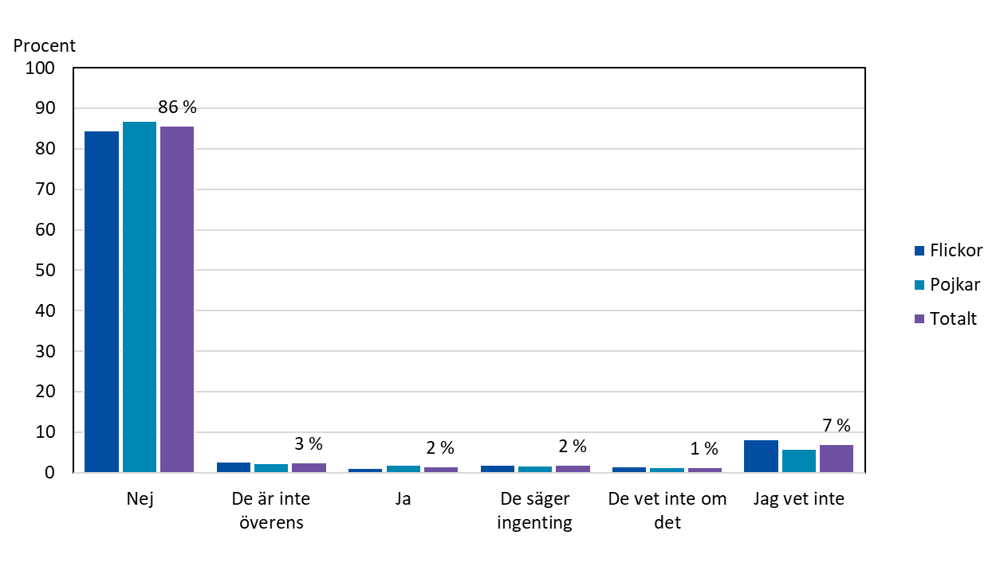 Procent
100
90
80
70
60
50
40
30
20
10
0
86 %
3 %
2 %
2 %
1 %
7 %
Nej
De är inte
överens
Ja
De säger
ingenting
De vet inte om
det
Jag vet inte
Flickor
Pojkar
Totalt